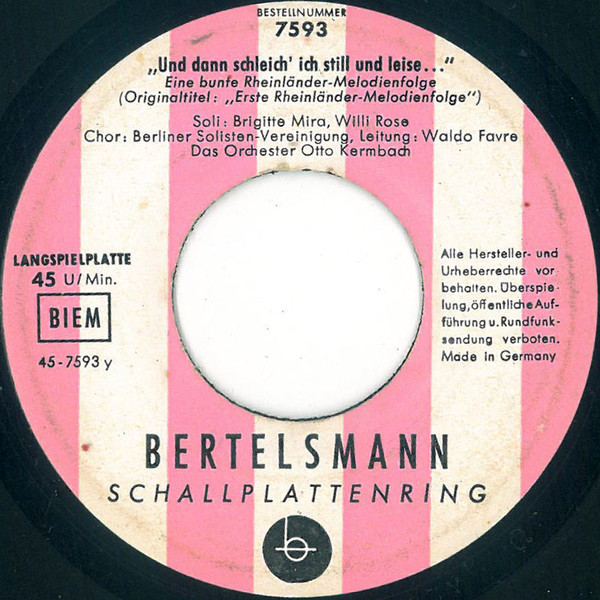 BESTELLNUMMER
7593
„Und dann schleich' ich still und leise..."
Eine bunte Rheinländer-Melodienfolge
(Originaltitel: „Erste Rheinländer-Melodienfolge")
Soli: Brigitte Mira, Willi Rose
Chor: Berliner Solisten-Vereinigung, Leitung: Waldo Favre
Das Orchester Otto Kermbach
LANGSPIELPLATTE
45 U/Min.
BIEM
45-7593 y
Alle Hersteller- und
Urheberrechte vor
behalten. Überspie-
lung, öffentliche Auf-
führung u. Rundfunk-
sendung verboten.
Made in Germany
BERTELSMANN
SCHALLPLATTENRING
b